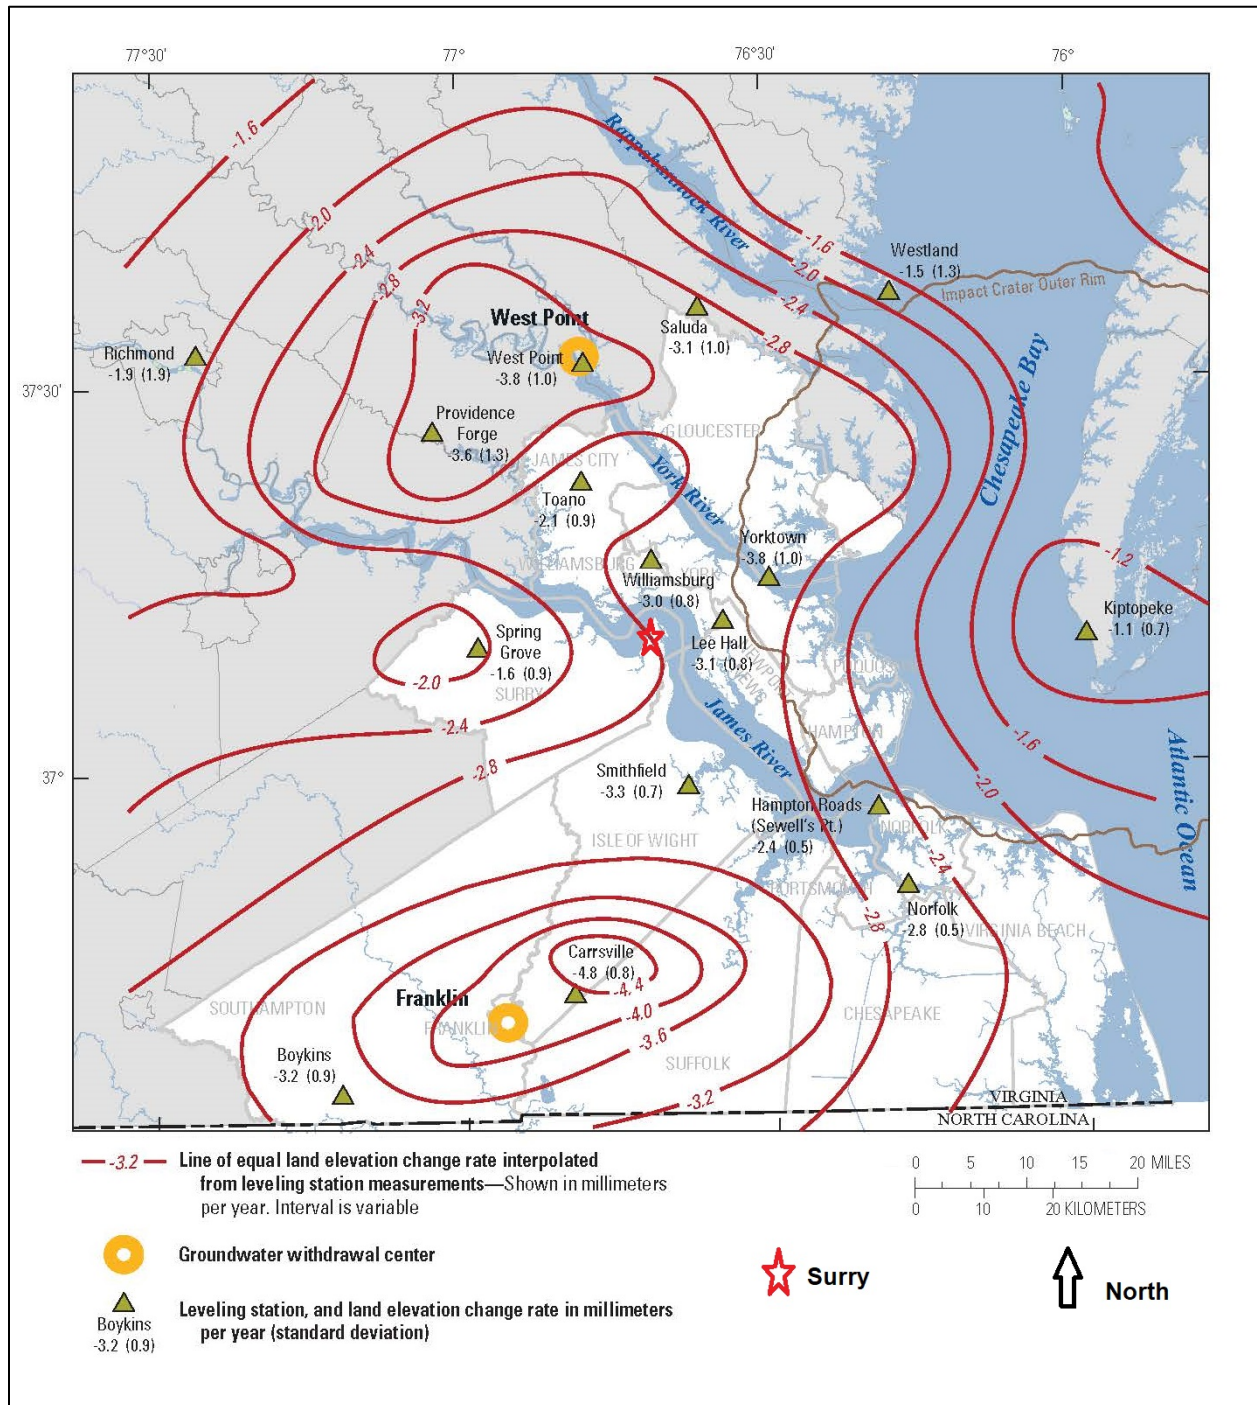 77°30'
77°
76°30'
76°
-1.6
Rappahannock River
-2.0
-2.4
-2.8
-3.2
-1.6
-2.0
-2.4
-2.8
Westland
-1.5 (1.3)
Impact Crater Outer Rim
West Point
West Point
-3.8 (1.0)
Saluda
-3.1 (1.0)
Richmond
-1.9 (1.9)
37°30'
Providence
Forge
-3.6 (1.3)
GLOUCESTER
JAMES CITY
York River
Chesapeake Bay
Toano
-2.1 (0.9)
Yorktown
-3.8 (1.0)
WILLIAMSBURG
YORK
Williamsburg
-3.0 (0.8)
-1.2
Kiptopeke
-1.1 (0.7)
Lee Hall
-3.1 (0.8)
NEWPORT
NEWS
POQUOSON
Spring
Grove
-1.6 (0.9)
-2.0
SURRY
-2.4
James River
HAMPTON
-1.6
Atlantic Ocean
37°
-2.8
Smithfield
-3.3 (0.7)
-2.0
Hampton Roads
(Sewell's Pt.)
-2.4 (0.5)
NORFOLK
ISLE OF WIGHT
-2.4
PORTSMOUTH
-2.8
Norfolk
-2.8 (0.5)
VIRGINIA BEACH
Carrsville
-4.8 (0.8)
-4.4
Franklin
FRANKLIN
-4.0
-3.6
SOUTHAMPTON
CHESAPEAKE
SUFFOLK
Boykins
-3.2 (0.9)
-3.2
VIRGINIA
NORTH CAROLINA
-3.2
Line of equal land elevation change rate interpolated
from leveling station measurements—Shown in millimeters
per year. Interval is variable
0 5 10 15 20 MILES
0 10 20 KILOMETERS
Groundwater withdrawal center
Surry
North
Boykins
-3.2 (0.9)
Leveling station, and land elevation change rate in millimeters
per year (standard deviation)